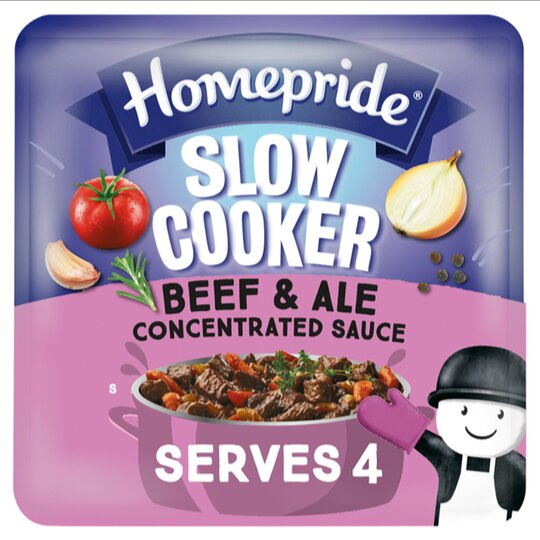 Homepride®
SLOW
COOKER
BEEF & ALE
CONCENTRATED SAUCE
S
SERVES 4